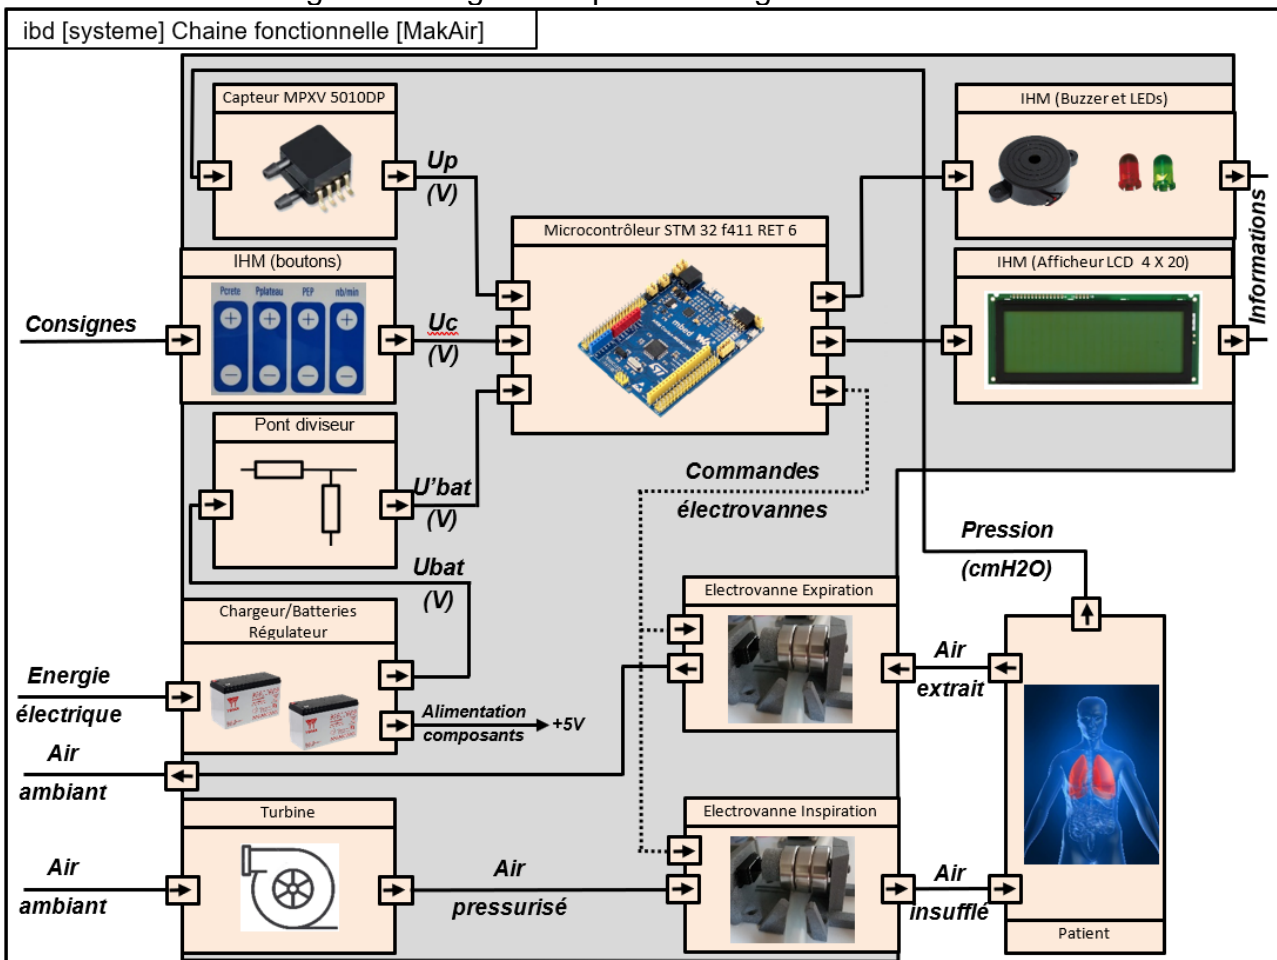 ibd [systeme] Chaine fonctionnelle [MakAir]
Capteur MPXV 5010DP
IHM (Buzzer et LEDs)
Up
(V)
Microcontrôleur STM 32 f411 RET 6
Informations
IHM (boutons)
Pcrete Pplateau PEP nb/min
IHM (Afficheur LCD 4 X 20)
Consignes
Uc
(V)
Pont diviseur
U'bat
(V)
Commandes
électrovannes
Ubat
(V)
Pression
(cmH2O)
Chargeur/Batteries
Régulateur
Electrovanne Expiration
Energie
électrique
Air
extrait
Alimentation
composants
+5V
Air
ambiant
Turbine
Electrovanne Inspiration
Air
ambiant
Air
pressurisé
Air
insufflé
Patient